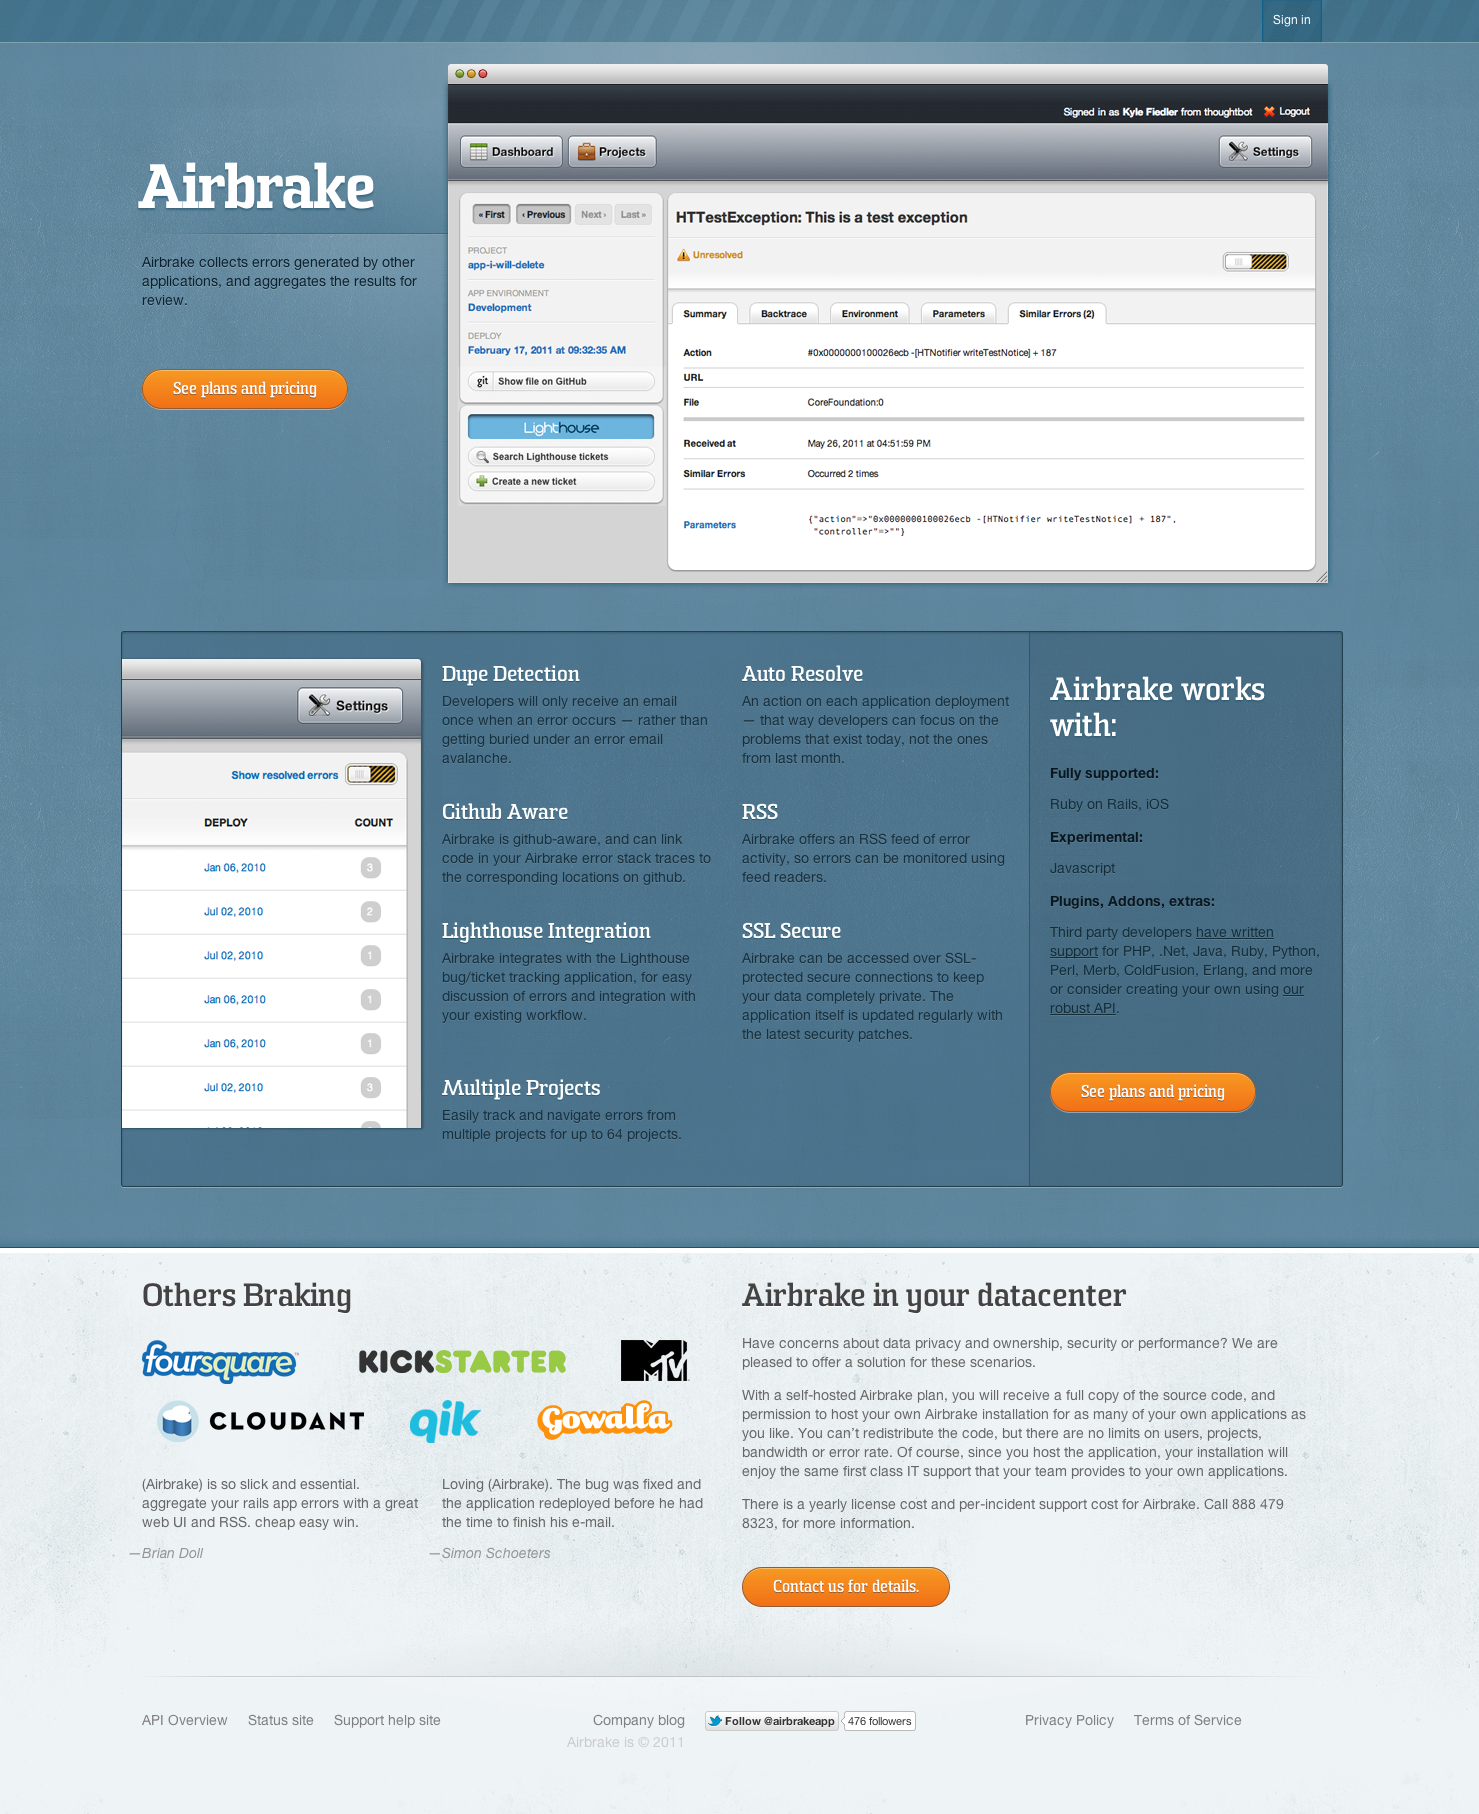 Sign in
Signed in as Kyle Fiedler from thoughtbot Logout
Dashboard Projects Settings
Airbrake
Airbrake collects errors generated by other
applications, and aggregates the results for
review.
See plans and pricing
« First ‹ Previous Next › Last »
PROJECT
app-i-will-delete
APP ENVIRONMENT
Development
DEPLOY
February 17, 2011 at 09:32:35 AM
git Show file on GitHub
Lighthouse
Search Lighthouse tickets
Create a new ticket
HTTestException: This is a test exception
Unresolved
Summary Backtrace Environment Parameters Similar Errors (2)
Action #0x0000000100026ecb -[HTNotifier writeTestNotice] + 187
URL
File CoreFoundation:0
Received at May 26, 2011 at 04:51:59 PM
Similar Errors Occurred 2 times
Parameters {"action"=>"0x0000000100026ecb -[HTNotifier writeTestNotice] + 187",
"controller"=>""}
Settings
Show resolved errors
DEPLOY COUNT
Jan 06, 2010 3
Jul 02, 2010 2
Jul 02, 2010 1
Jan 06, 2010 1
Jan 06, 2010 1
Jul 02, 2010 3
Dupe Detection
Developers will only receive an email
once when an error occurs — rather than
getting buried under an error email
avalanche.
Auto Resolve
An action on each application deployment
— that way developers can focus on the
problems that exist today, not the ones
from last month.
Github Aware
Airbrake is github-aware, and can link
code in your Airbrake error stack traces to
the corresponding locations on github.
RSS
Airbrake offers an RSS feed of error
activity, so errors can be monitored using
feed readers.
Lighthouse Integration
Airbrake integrates with the Lighthouse
bug/ticket tracking application, for easy
discussion of errors and integration with
your existing workflow.
SSL Secure
Airbrake can be accessed over SSL-
protected secure connections to keep
your data completely private. The
application itself is updated regularly with
the latest security patches.
Multiple Projects
Easily track and navigate errors from
multiple projects for up to 64 projects.
Airbrake works
with:
Fully supported:
Ruby on Rails, iOS
Experimental:
Javascript
Plugins, Addons, extras:
Third party developers have written
support for PHP, .Net, Java, Ruby, Python,
Perl, Merb, ColdFusion, Erlang, and more
or consider creating your own using our
robust API.
See plans and pricing
Others Braking
foursquare™ KICKSTARTER MTV
CLOUDANT qik Gowalla
(Airbrake) is so slick and essential.
aggregate your rails app errors with a great
web UI and RSS. cheap easy win.
—Brian Doll
Loving (Airbrake). The bug was fixed and
the application redeployed before he had
the time to finish his e-mail.
—Simon Schoeters
Airbrake in your datacenter
Have concerns about data privacy and ownership, security or performance? We are
pleased to offer a solution for these scenarios.
With a self-hosted Airbrake plan, you will receive a full copy of the source code, and
permission to host your own Airbrake installation for as many of your own applications as
you like. You can't redistribute the code, but there are no limits on users, projects,
bandwidth or error rate. Of course, since you host the application, your installation will
enjoy the same first class IT support that your team provides to your own applications.
There is a yearly license cost and per-incident support cost for Airbrake. Call 888 479
8323, for more information.
Contact us for details.
API Overview Status site Support help site Company blog Follow @airbrakeapp 476 followers Privacy Policy Terms of Service
Airbrake is © 2011